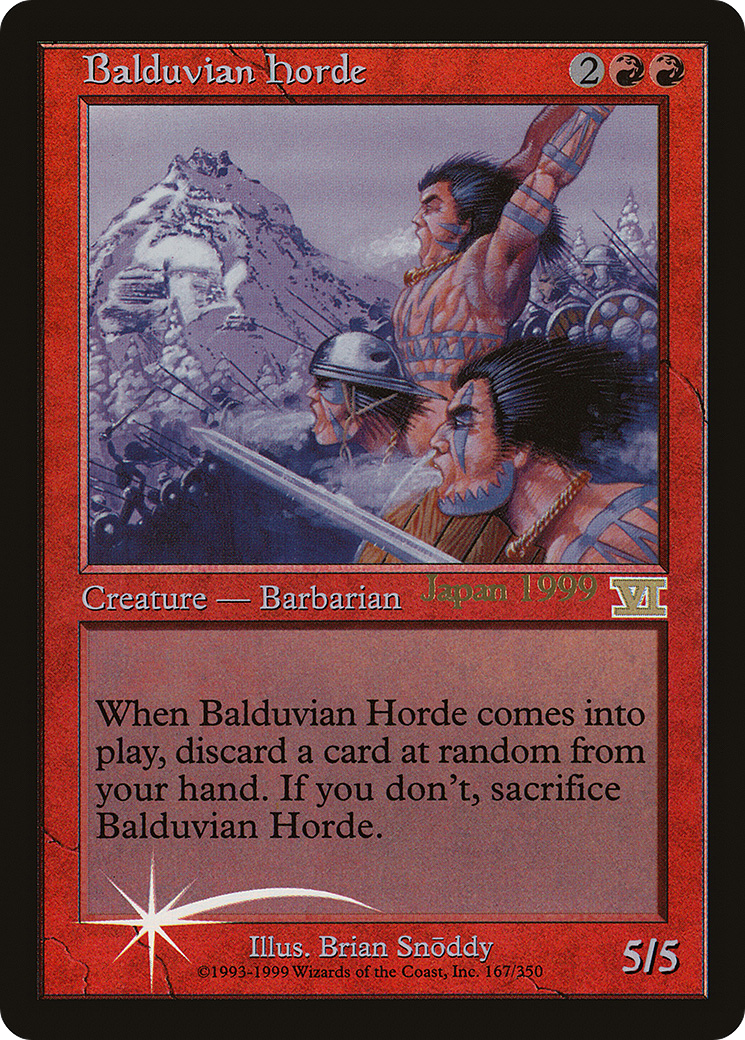 Balduvian Horde 2
Creature — Barbarian Japan 1999 VI
When Balduvian Horde comes into
play, discard a card at random from
your hand. If you don't, sacrifice
Balduvian Horde.
Illus. Brian Snōddy
5/5
©1993-1999 Wizards of the Coast, Inc. 167/350